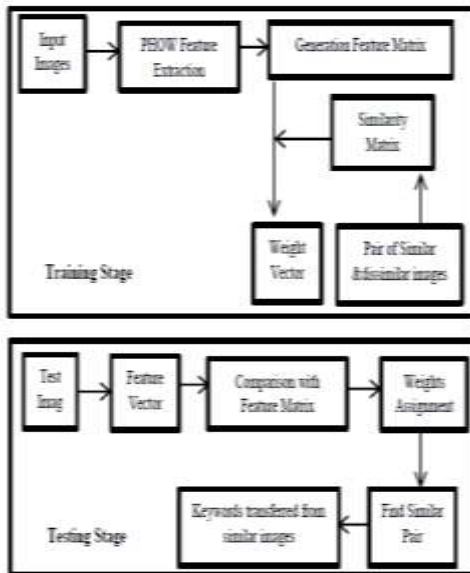 Input
Images
PHOW Feature
Extraction
Generation Feature Matrix
Similarity
Matrix
Weight
Vector
Pair of Similar
&dissimilar images
Training Stage
Test
Imag
Feature
Vector
Comparison with
Feature Matrix
Weights
Assignment
Keywords transferred from
similar images
Find Similar
Pair
Testing Stage